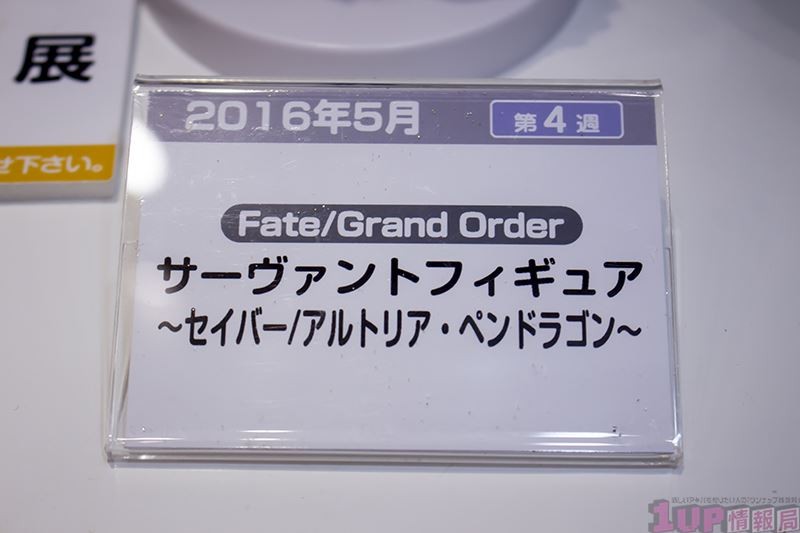 展
せ下さい。
2016年5月 第4週
Fate/Grand Order
サーヴァントフィギュア
～セイバー/アルトリア・ペンドラゴン～
1UP情報局